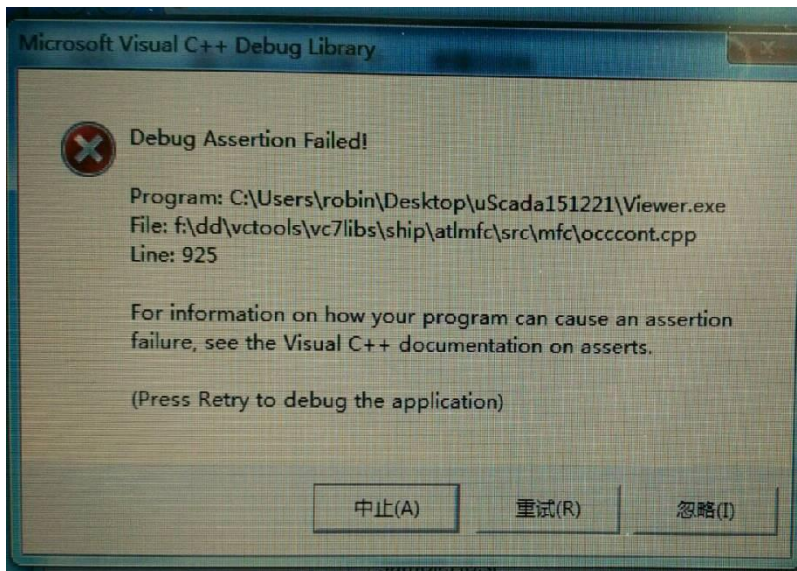 Microsoft Visual C++ Debug Library
Debug Assertion Failed!
Program: C:\Users\robin\Desktop\uScada151221\Viewer.exe
File: f:\dd\vctools\vc7libs\ship\atlmfc\src\mfc\occcont.cpp
Line: 925
For information on how your program can cause an assertion
failure, see the Visual C++ documentation on asserts.
(Press Retry to debug the application)
中止(A) 重试(R) 忽略(I)